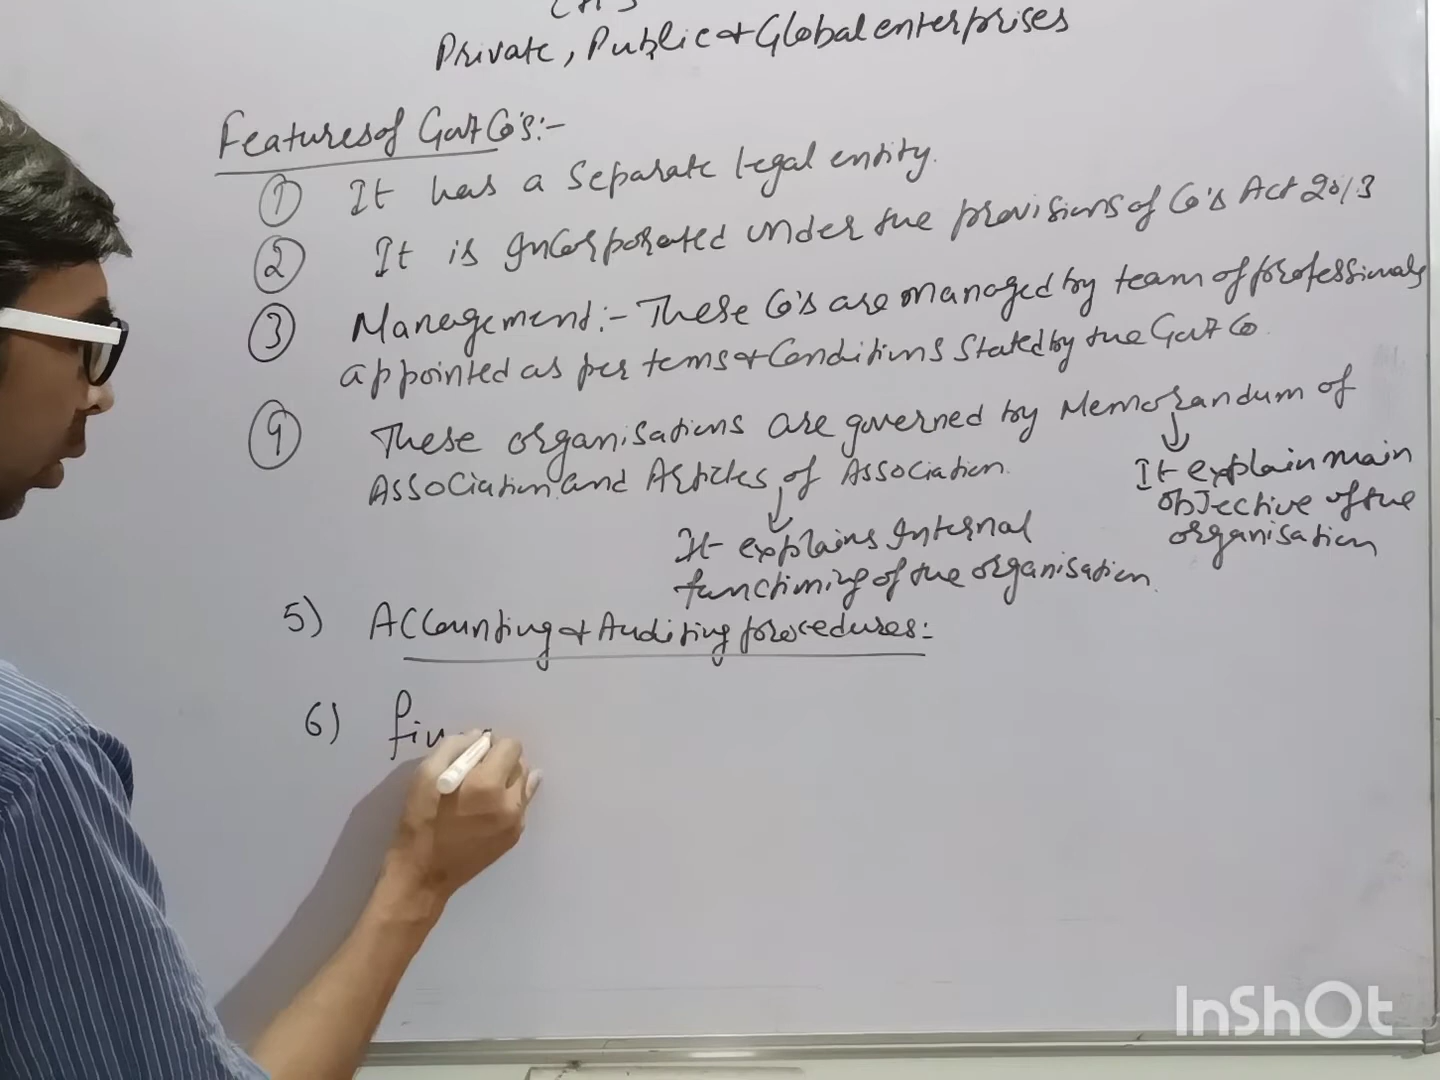 Private, Public & Global enterprises
Features of Govt Co's:-
① It has a separate legal entity.
② It is Incorporated under the provisions of Co's Act 2013
③ Management:- These Co's are managed by team of professionals
appointed as per tems & Conditions stated by the Govt Co
④ These organisations are governed by Memorandum of
Association and Articles of Association.
It explain main
objective of the
organisation
It explains Internal
functioning of the organisation.
5) Accounting & Auditing procedures:-
6)
InShOt